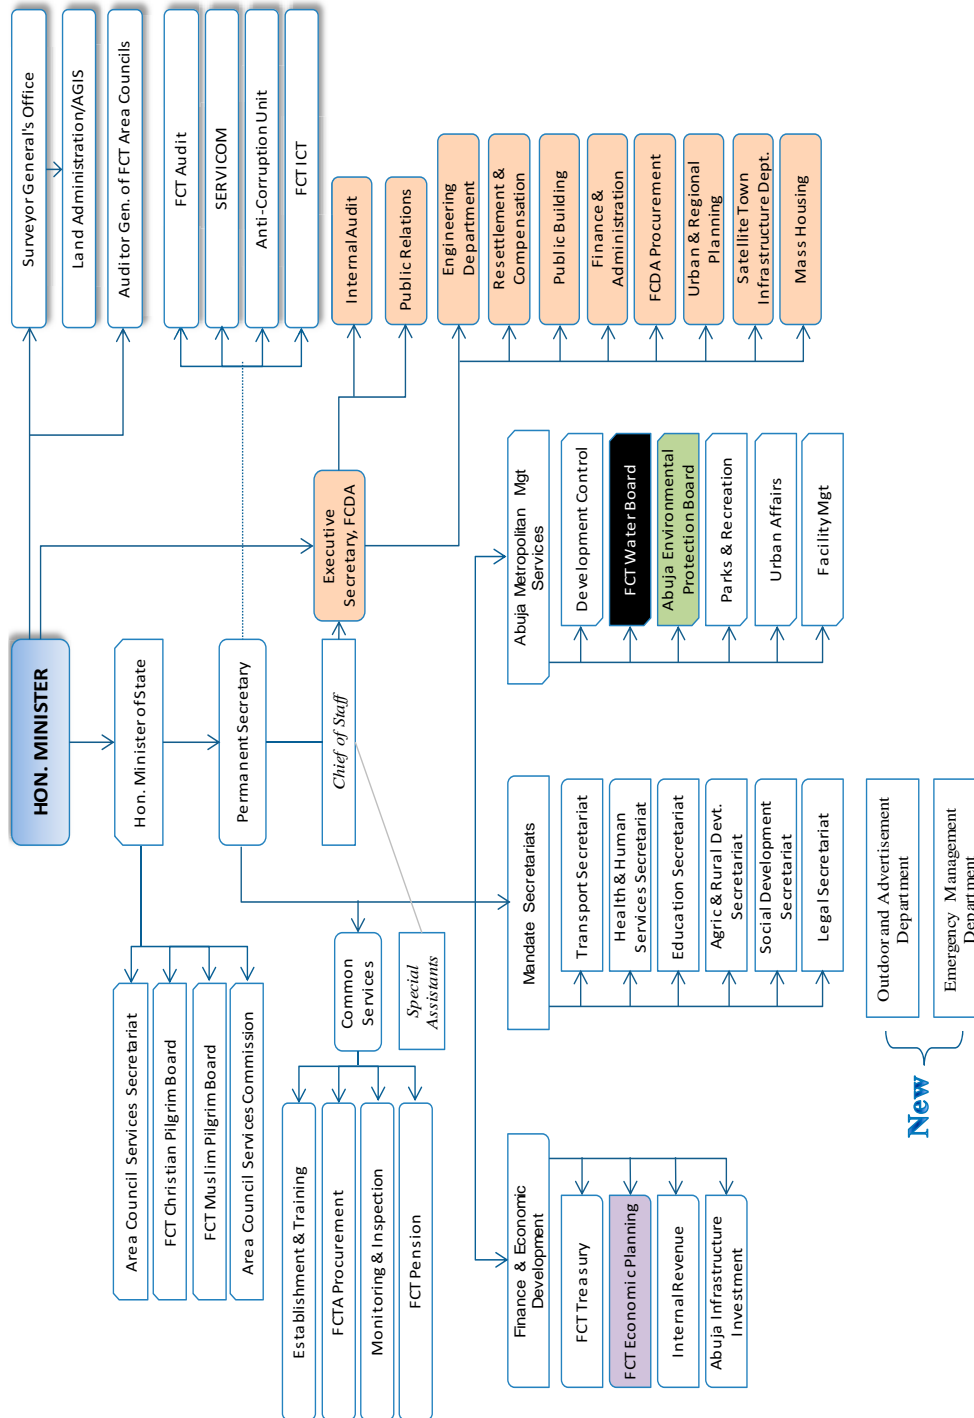 HON. MINISTER
Surveyor General's Office
Land Administration/AGIS
Auditor Gen. of FCT Area Councils
Hon. Minister of State
Area Council Services Secretariat
FCT Christian Pilgrim Board
FCT Muslim Pilgrim Board
Area Council Services Commission
Permanent Secretary
FCT Audit
SERVICOM
Anti-Corruption Unit
FCT ICT
Chief of Staff
Special
Assistants
Executive
Secretary, FCDA
Internal Audit
Public Relations
Engineering
Department
Resettlement &
Compensation
Public Building
Finance &
Administration
FCDA Procurement
Urban & Regional
Planning
Satellite Town
Infrastructure Dept.
Mass Housing
Common
Services
Establishment & Training
FCTA Procurement
Monitoring & Inspection
FCT Pension
Finance & Economic
Development
FCT Treasury
FCT Economic Planning
Internal Revenue
Abuja Infrastructure
Investment
Mandate Secretariats
Transport Secretariat
Health & Human
Services Secretariat
Education Secretariat
Agric & Rural Devt.
Secretariat
Social Development
Secretariat
Legal Secretariat
Abuja Metropolitan Mgt
Services
Development Control
FCT Water Board
Abuja Environmental
Protection Board
Parks & Recreation
Urban Affairs
Facility Mgt
New
Outdoor and Advertisement
Department
Emergency Management
Department